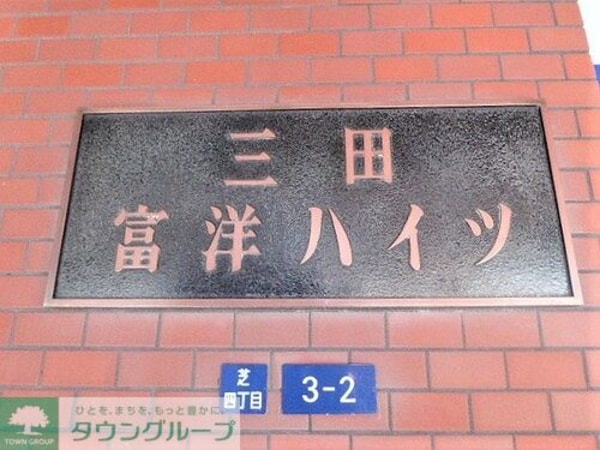 三田
富洋ハイツ
芝
四丁目
3-2
ひとを、まちを、もっと豊かに
タウングループ
TOWN GROUP